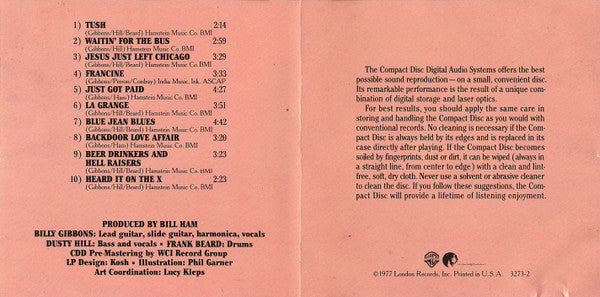 1) TUSH 2:14
(Gibbons/Hill/Beard) Hamstein Music Co. BMI
2) WAITIN' FOR THE BUS 2:59
(Gibbons/Hill) Hamstein Music Co. BMI
3) JESUS JUST LEFT CHICAGO 3:29
(Gibbons/Hill/Beard) Hamstein Music Co. BMI
4) FRANCINE 3:33
(Gibbons/Person/Cordray) India Music, Ink. ASCAP
5) JUST GOT PAID 4:27
(Gibbons/Ham) Hamstein Music Co. BMI
6) LA GRANGE 3:51
(Gibbons/Hill/Beard) Hamstein Music Co. BMI
7) BLUE JEAN BLUES 4:42
(Gibbons/Hill/Beard) Hamstein Music Co. BMI
8) BACKDOOR LOVE AFFAIR 3:20
(Gibbons/Ham) Hamstein Music Co. BMI
9) BEER DRINKERS AND 3:23
HELL RAISERS
(Gibbons/Hill/Beard) Hamstein Music Co. BMI
10) HEARD IT ON THE X 2:23
(Gibbons/Hill/Beard) Hamstein Music Co. BMI
PRODUCED BY BILL HAM
BILLY GIBBONS: Lead guitar, slide guitar, harmonica, vocals
DUSTY HILL: Bass and vocals • FRANK BEARD: Drums
CDD Pre-Mastering by WCI Record Group
LP Design: Kosh • Illustration: Phil Garner
Art Coordination: Lucy Kleps
The Compact Disc Digital Audio Systems offers the best
possible sound reproduction—on a small, convenient disc.
Its remarkable performance is the result of a unique com-
bination of digital storage and laser optics.
For best results, you should apply the same care in
storing and handling the Compact Disc as you would with
conventional records. No cleaning is necessary if the Com-
pact Disc is always held by its edges and is replaced in its
case directly after playing. If the Compact Disc becomes
soiled by fingerprints, dust or dirt, it can be wiped (always in
a straight line, from center to edge) with a clean and lint-
free, soft, dry cloth. Never use a solvent or abrasive cleaner
to clean the disc. If you follow these suggestions, the Com-
pact Disc will provide a lifetime of listening enjoyment.
©1977 London Records, Inc. Printed in U.S.A. 3273-2